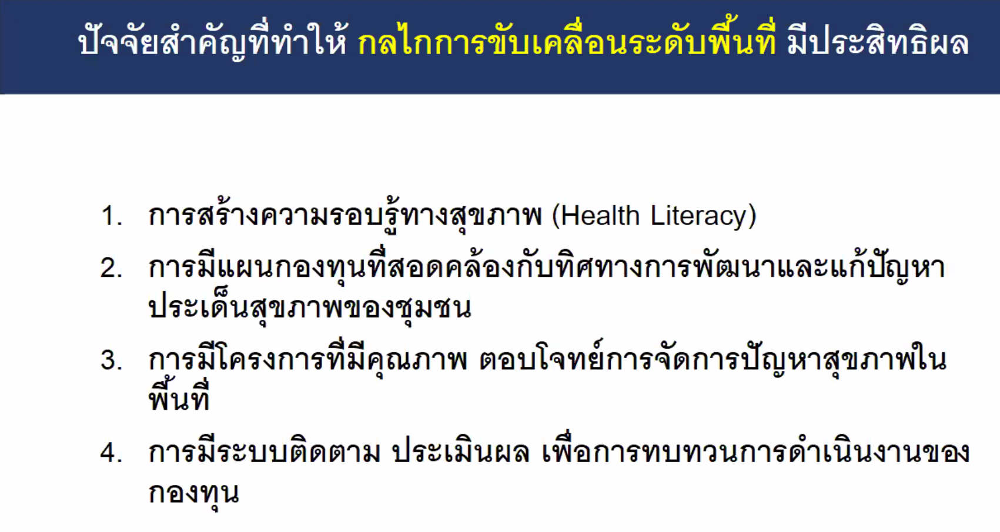 ปัจจัยสำคัญที่ทำให้ กลไกการขับเคลื่อนระดับพื้นที่ มีประสิทธิผล
1. การสร้างความรอบรู้ทางสุขภาพ (Health Literacy)
2. การมีแผนกองทุนที่สอดคล้องกับทิศทางการพัฒนาและแก้ปัญหา
ประเด็นสุขภาพของชุมชน
3. การมีโครงการที่มีคุณภาพ ตอบโจทย์การจัดการปัญหาสุขภาพใน
พื้นที่
4. การมีระบบติดตาม ประเมินผล เพื่อการทบทวนการดำเนินงานของ
กองทุน